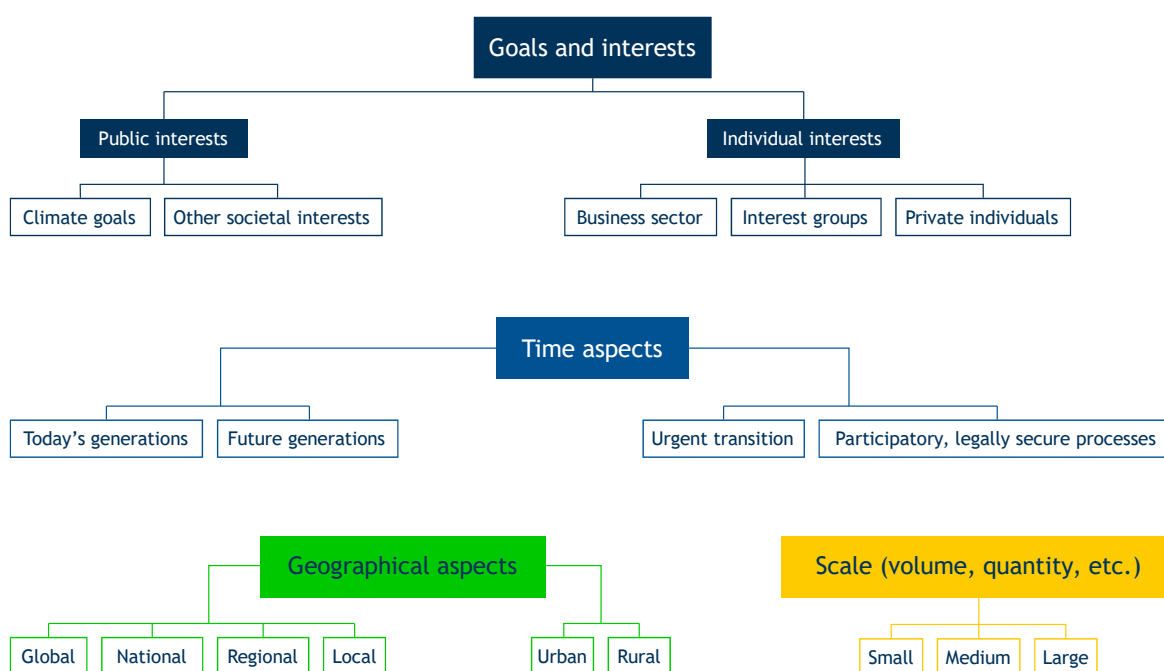 Goals and interests
Public interests
Individual interests
Climate goals
Other societal interests
Business sector
Interest groups
Private individuals
Time aspects
Today’s generations
Future generations
Urgent transition
Participatory, legally secure processes
Geographical aspects
Scale (volume, quantity, etc.)
Global
National
Regional
Local
Urban
Rural
Small
Medium
Large